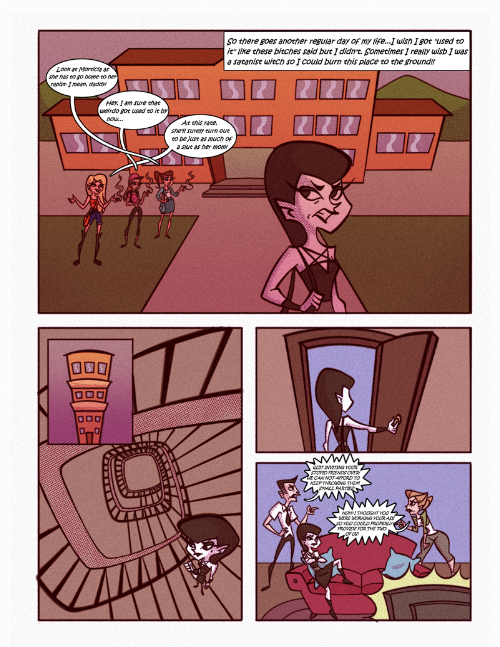 So there goes another regular day of my life...I wish I got "used to
it" like these bitches said but I didn't. Sometimes I really wish I was
a satanist witch so I could burn this place to the ground!!
Look at Morticia as
she has to go home to her
rapist- I mean, daddy!
Hey, I am sure that
weirdo got used to it by
now...
At this rate,
she'll surely turn out
to be just as much of
a slut as her mom!
QUIT INVITING YOUR
STUPID FRIENDS OVER!
WE CAN NOT AFFORD TO
KEEP THROWING THEM
SMALL PARTIES!
HOW I THOUGHT YOU
WERE WORKING YOUR ASS
SO YOU COULD PROPERLY
PROVIDE FOR THE TWO
OF US!